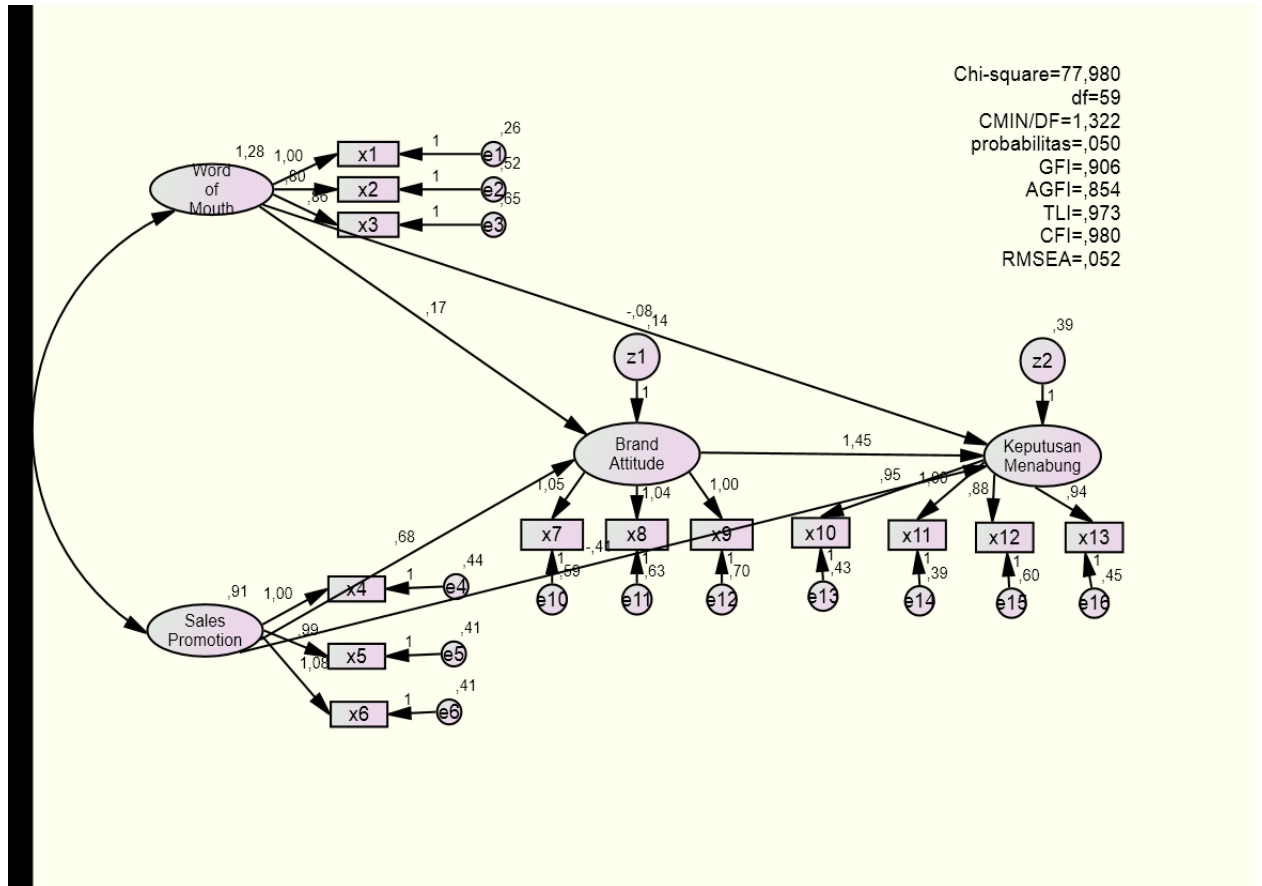 Chi-square=77,980
df=59
CMIN/DF=1,322
probabilitas=,050
GFI=,906
AGFI=,854
TLI=,973
CFI=,980
RMSEA=,052
1,28
1,00
,80
,86
Word
of
Mouth
x1
1
e1
,26
x2
1
e2
,52
x3
1
e3
,65
,17
-,08
,14
z1
1
,39
z2
1
Brand
Attitude
1,45
Keputusan
Menabung
1,05
1,04
1,00
,95
1,00
,88
,94
x7
x8
x9
x10
x11
x12
x13
1
,59
1
,63
1
,70
1
,43
1
,39
1
,60
1
,45
e10
e11
e12
e13
e14
e15
e16
,68
-,41
,91
1,00
,99
1,08
Sales
Promotion
x4
1
e4
,44
x5
1
e5
,41
x6
1
e6
,41